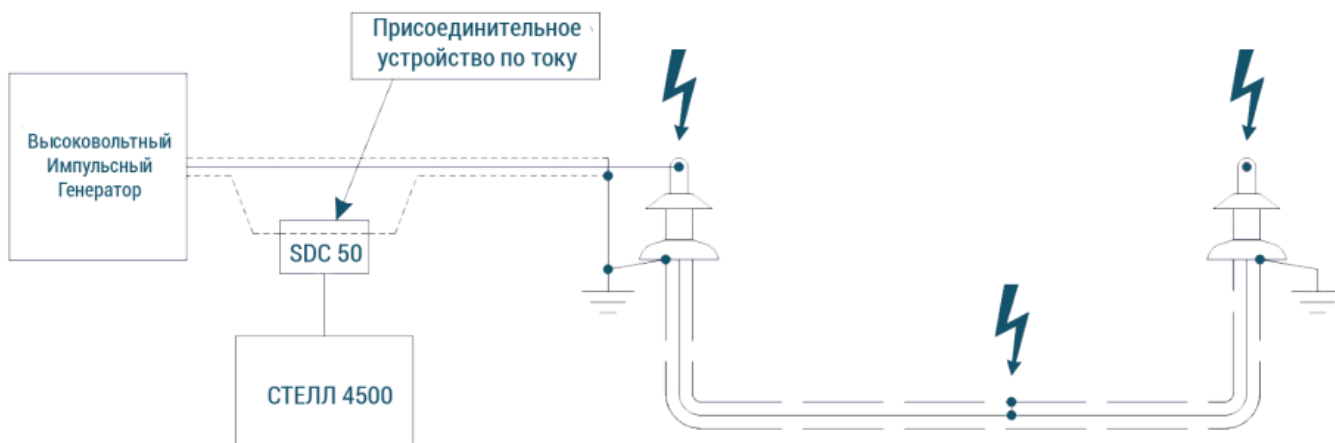 Присоединительное
устройство по току
Высоковольтный
Импульсный
Генератор
SDC 50
СТЕЛЛ 4500